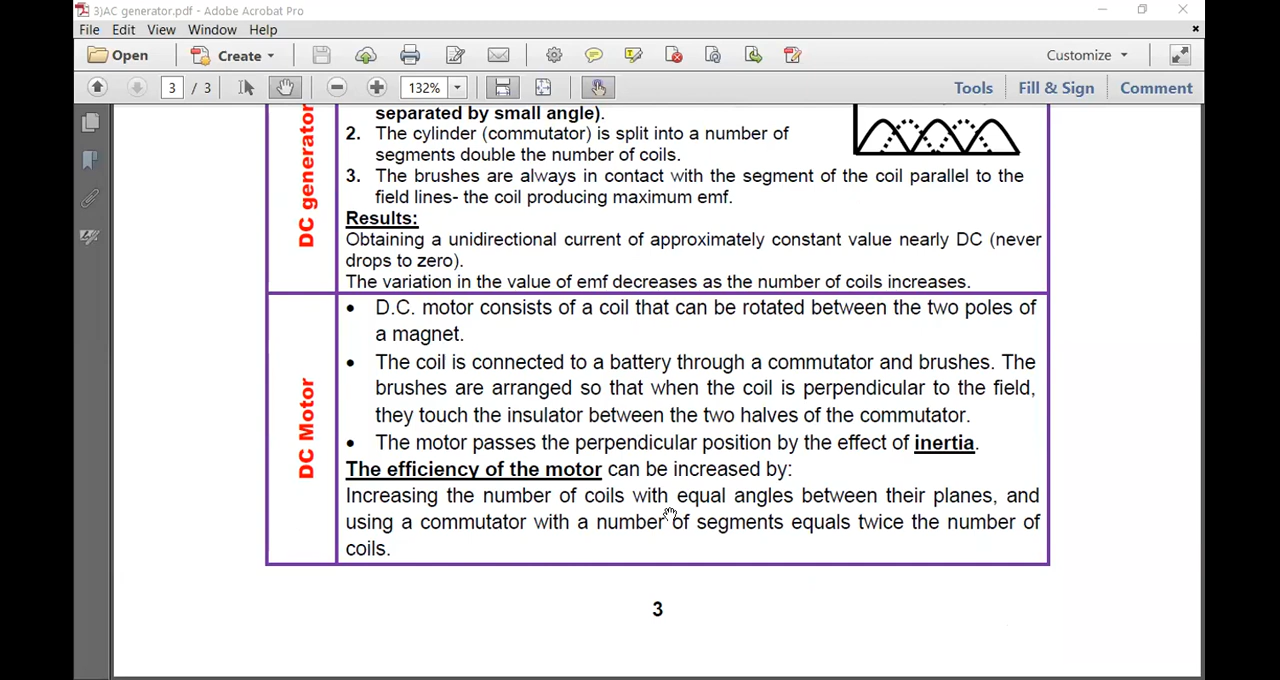 3)AC generator.pdf - Adobe Acrobat Pro
File Edit View Window Help
Open Create Customize
3 / 3 132% Tools Fill & Sign Comment
separated by small angle).
2. The cylinder (commutator) is split into a number of
segments double the number of coils.
3. The brushes are always in contact with the segment of the coil parallel to the
field lines- the coil producing maximum emf.
Results:
Obtaining a unidirectional current of approximately constant value nearly DC (never
drops to zero).
The variation in the value of emf decreases as the number of coils increases.
DC generator
• D.C. motor consists of a coil that can be rotated between the two poles of
a magnet.
• The coil is connected to a battery through a commutator and brushes. The
brushes are arranged so that when the coil is perpendicular to the field,
they touch the insulator between the two halves of the commutator.
• The motor passes the perpendicular position by the effect of inertia.
The efficiency of the motor can be increased by:
Increasing the number of coils with equal angles between their planes, and
using a commutator with a number of segments equals twice the number of
coils.
DC Motor
3